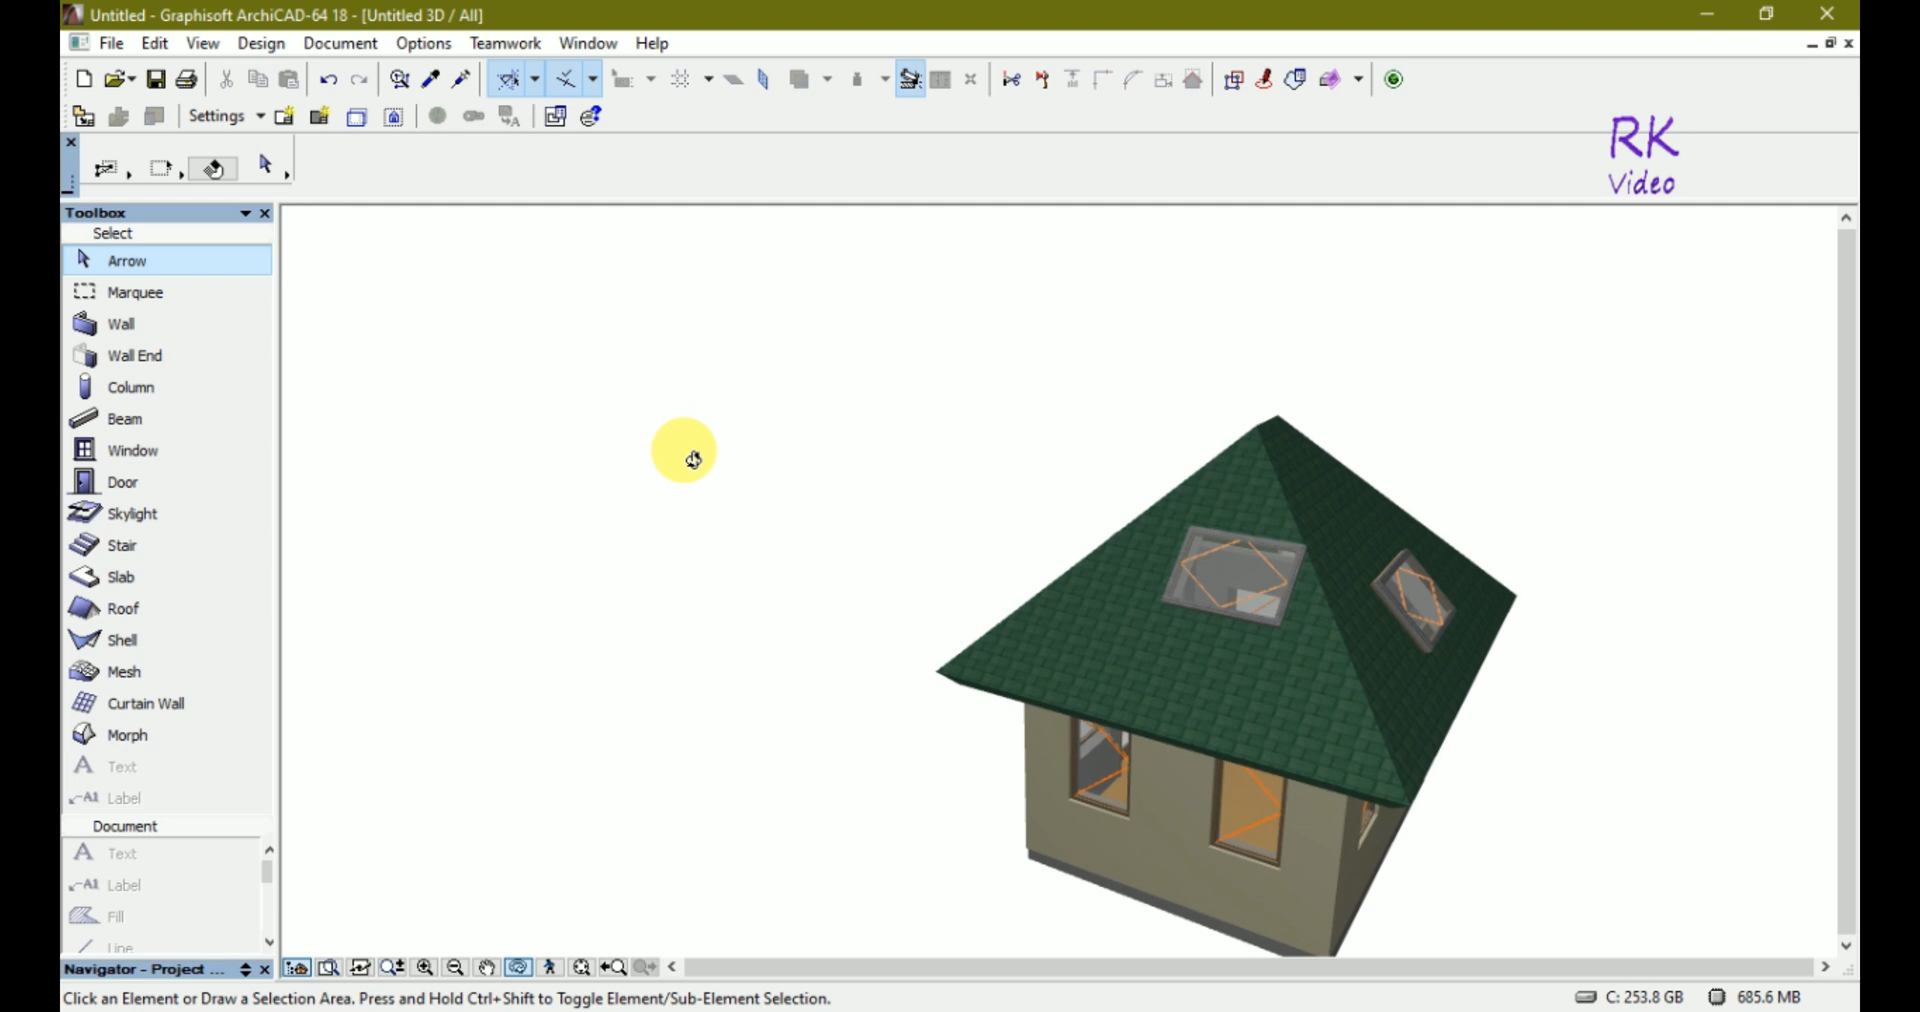 Untitled - Graphisoft ArchiCAD-64 18 - [Untitled 3D / All]
File Edit View Design Document Options Teamwork Window Help
Settings
RK
Video
Toolbox
Select
Arrow
Marquee
Wall
Wall End
Column
Beam
Window
Door
Skylight
Stair
Slab
Roof
Shell
Mesh
Curtain Wall
Morph
A Text
A1 Label
Document
A Text
A1 Label
Fill
Line
Navigator - Project ...
Click an Element or Draw a Selection Area. Press and Hold Ctrl+Shift to Toggle Element/Sub-Element Selection.
C: 253.8 GB 685.6 MB